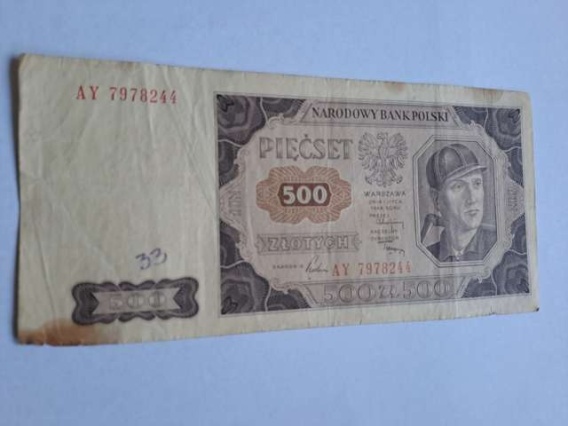 AY 7978244
NARODOWY BANK POLSKI
PIĘĆSET
500
WARSZAWA
ZŁOTYCH
AY 7978244
33
500
500 ZŁ 500